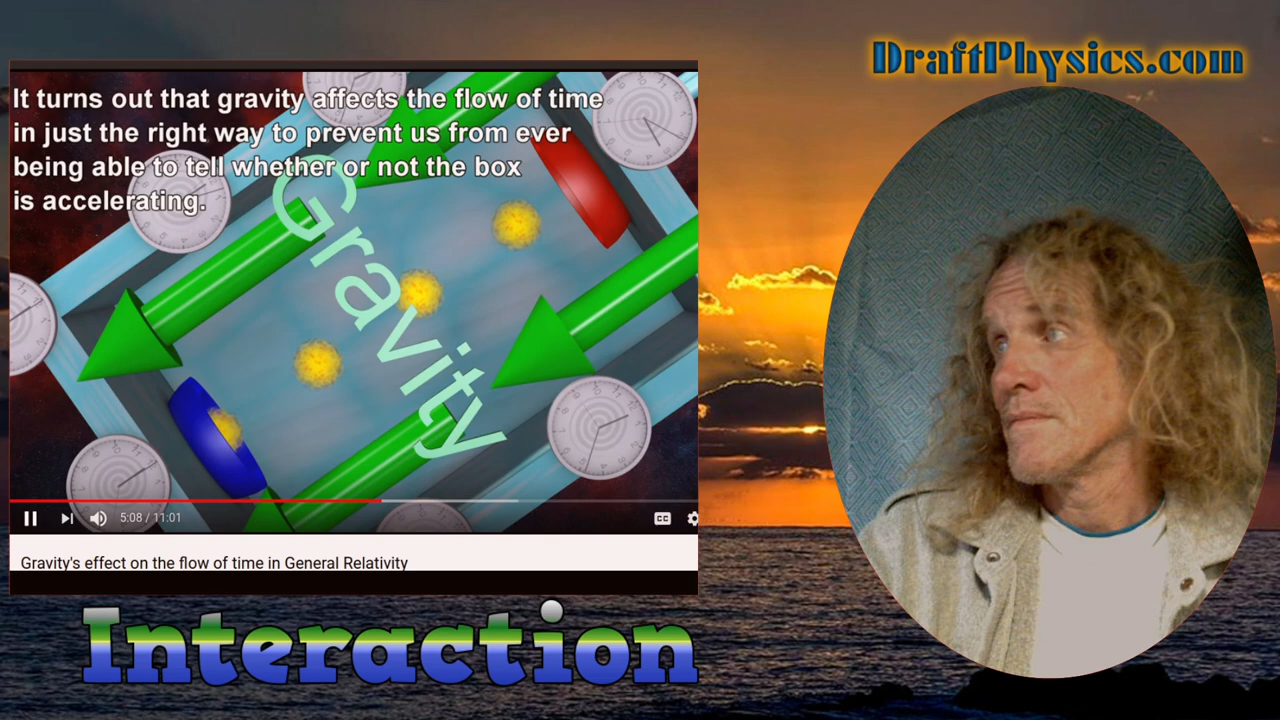 DraftPhysics.com
It turns out that gravity affects the flow of time
in just the right way to prevent us from ever
being able to tell whether or not the box
is accelerating.
Gravity
5:08 / 11:01
CC
Gravity's effect on the flow of time in General Relativity
Interaction